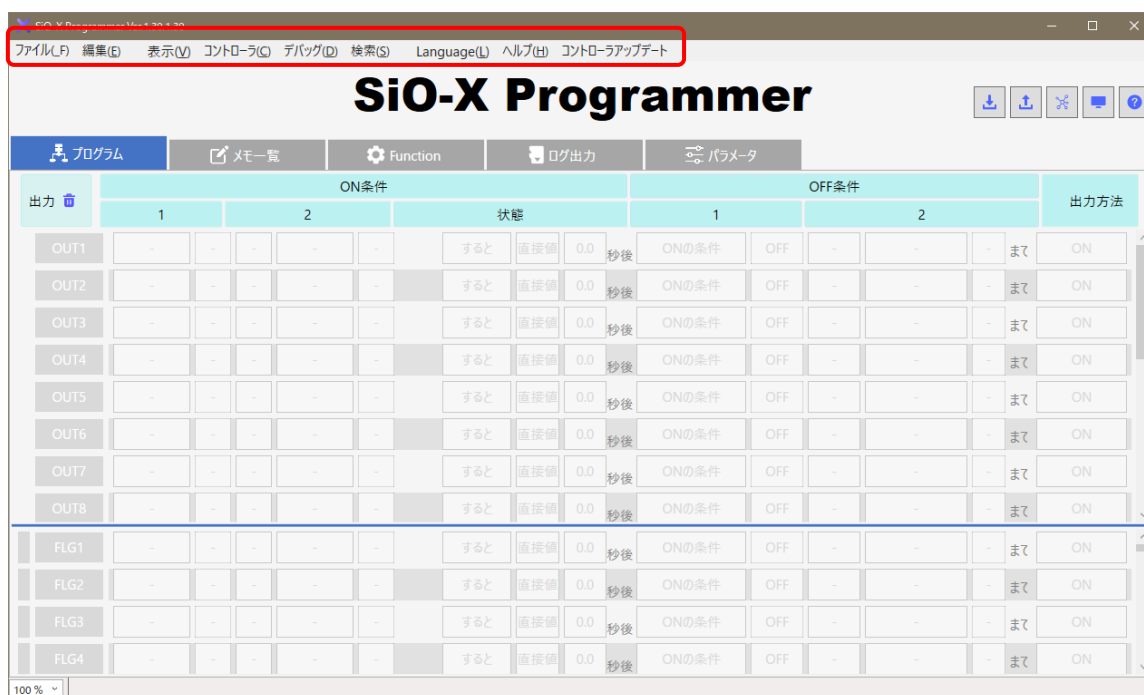 SiO-X Programmer Ver.1.30.1.30
ファイル(_F) 編集(E) 表示(V) コントローラ(C) デバッグ(D) 検索(S) Language(L) ヘルプ(H) コントローラアップデート
SiO-X Programmer
プログラム メモ一覧 Function ログ出力 パラメータ
出力 ON条件 OFF条件 出力方法
1 2 状態 1 2
OUT1 - - - - - すると 直接値 0.0 秒後 ONの条件 OFF - - - まで ON
OUT2 - - - - - すると 直接値 0.0 秒後 ONの条件 OFF - - - まで ON
OUT3 - - - - - すると 直接値 0.0 秒後 ONの条件 OFF - - - まで ON
OUT4 - - - - - すると 直接値 0.0 秒後 ONの条件 OFF - - - まで ON
OUT5 - - - - - すると 直接値 0.0 秒後 ONの条件 OFF - - - まで ON
OUT6 - - - - - すると 直接値 0.0 秒後 ONの条件 OFF - - - まで ON
OUT7 - - - - - すると 直接値 0.0 秒後 ONの条件 OFF - - - まで ON
OUT8 - - - - - すると 直接値 0.0 秒後 ONの条件 OFF - - - まで ON
FLG1 - - - - - すると 直接値 0.0 秒後 ONの条件 OFF - - - まで ON
FLG2 - - - - - すると 直接値 0.0 秒後 ONの条件 OFF - - - まで ON
FLG3 - - - - - すると 直接値 0.0 秒後 ONの条件 OFF - - - まで ON
FLG4 - - - - - すると 直接値 0.0 秒後 ONの条件 OFF - - - まで ON
100 %